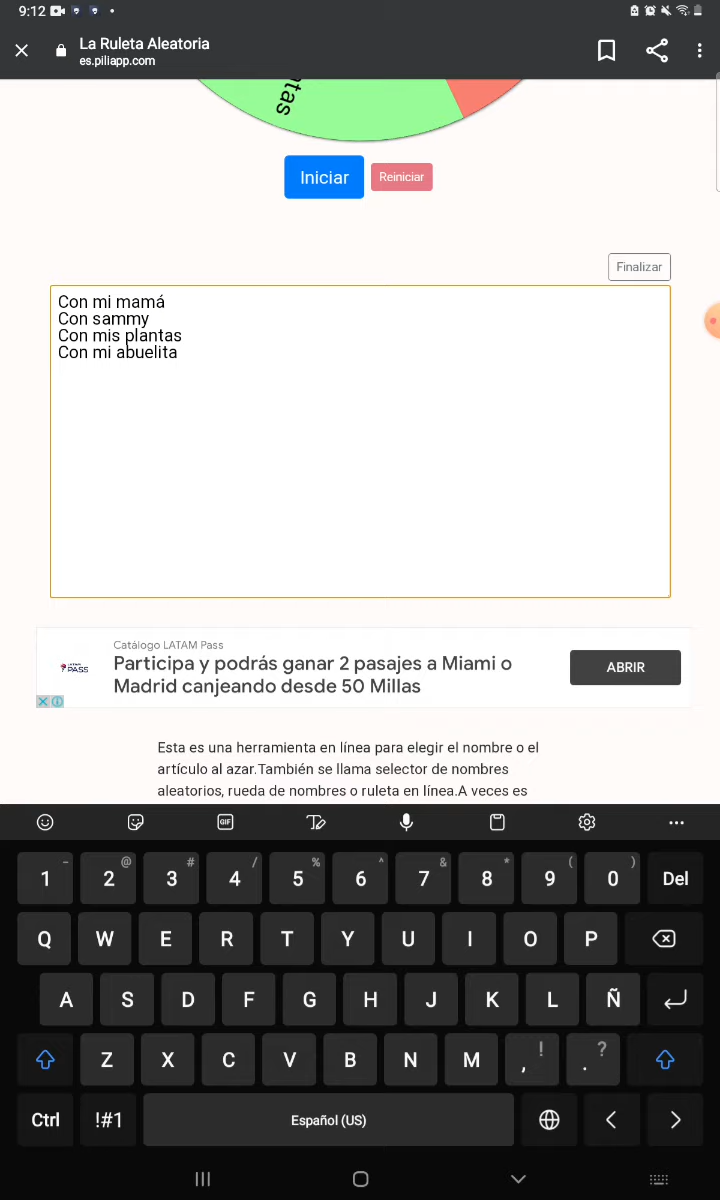 9:12
La Ruleta Aleatoria
es.piliapp.com
ntas
Iniciar
Reiniciar
Finalizar
Con mi mamá
Con sammy
Con mis plantas
Con mi abuelita
Catálogo LATAM Pass
LATAM PASS
Participa y podrás ganar 2 pasajes a Miami o
Madrid canjeando desde 50 Millas
ABRIR
Esta es una herramienta en línea para elegir el nombre o el
artículo al azar.También se llama selector de nombres
aleatorios, rueda de nombres o ruleta en línea.A veces es
GIF
1 - 2 @ 3 # 4 / 5 % 6 ^ 7 & 8 * 9 ( 0 ) Del
Q W E R T Y U I O P
A S D F G H J K L Ñ
Z X C V B N M , ! . ?
Ctrl !#1 Español (US) < >